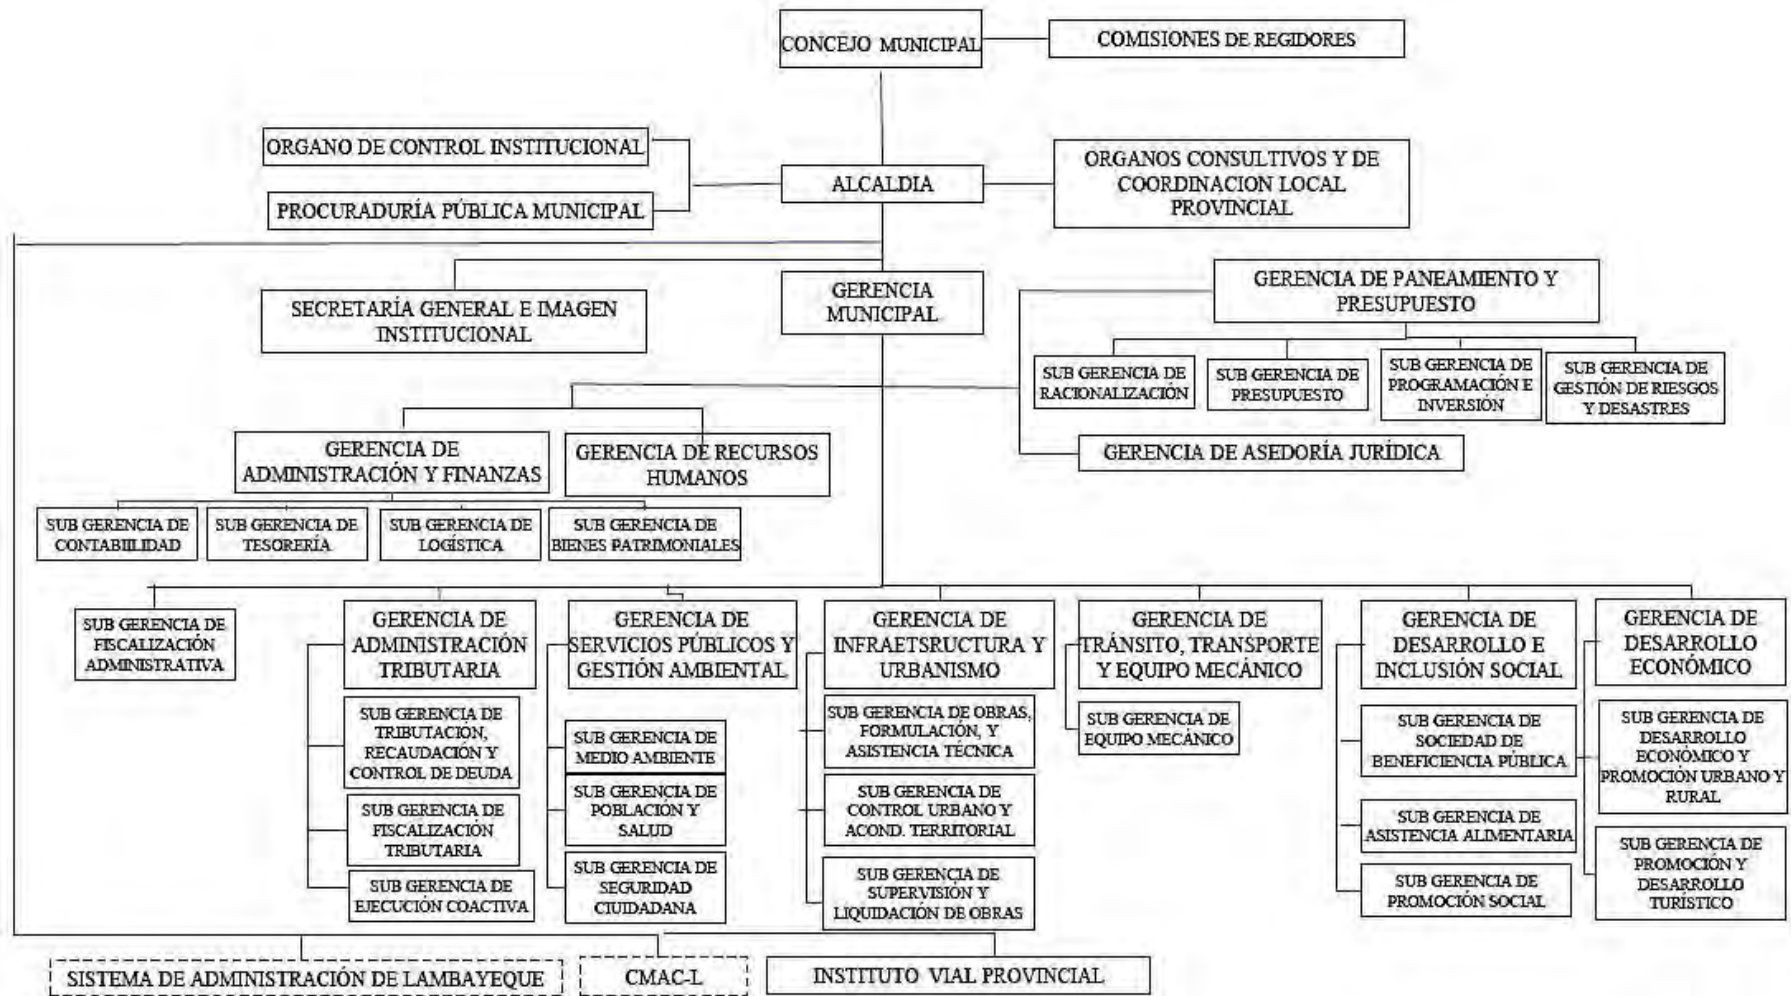 CONCEJO MUNICIPAL
COMISIONES DE REGIDORES
ORGANO DE CONTROL INSTITUCIONAL
PROCURADURÍA PÚBLICA MUNICIPAL
ALCALDIA
ORGANOS CONSULTIVOS Y DE
COORDINACION LOCAL
PROVINCIAL
SECRETARÍA GENERAL E IMAGEN
INSTITUCIONAL
GERENCIA
MUNICIPAL
GERENCIA DE PANEAMIENTO Y
PRESUPUESTO
SUB GERENCIA DE
RACIONALIZACIÓN
SUB GERENCIA DE
PRESUPUESTO
SUB GERENCIA DE
PROGRAMACIÓN E
INVERSIÓN
SUB GERENCIA DE
GESTIÓN DE RIESGOS
Y DESASTRES
GERENCIA DE ASEDORÍA JURÍDICA
GERENCIA DE
ADMINISTRACIÓN Y FINANZAS
GERENCIA DE RECURSOS
HUMANOS
SUB GERENCIA DE
CONTABIILIDAD
SUB GERENCIA DE
TESORERÍA
SUB GERENCIA DE
LOGÍSTICA
SUB GERENCIA DE
BIENES PATRIMONIALES
SUB GERENCIA DE
FISCALIZACIÓN
ADMINISTRATIVA
GERENCIA DE
ADMINISTRACIÓN
TRIBUTARIA
SUB GERENCIA DE
TRIBUTACIÓN,
RECAUDACIÓN Y
CONTROL DE DEUDA
SUB GERENCIA DE
FISCALIZACIÓN
TRIBUTARIA
SUB GERENCIA DE
EJECUCIÓN COACTIVA
GERENCIA DE
SERVICIOS PÚBLICOS Y
GESTIÓN AMBIENTAL
SUB GERENCIA DE
MEDIO AMBIENTE
SUB GERENCIA DE
POBLACIÓN Y
SALUD
SUB GERENCIA DE
SEGURIDAD
CIUDADANA
GERENCIA DE
INFRAETSRUCTURA Y
URBANISMO
SUB GERENCIA DE OBRAS,
FORMULACIÓN, Y
ASISTENCIA TÉCNICA
SUB GERENCIA DE
CONTROL URBANO Y
ACOND. TERRITORIAL
SUB GERENCIA DE
SUPERVISIÓN Y
LIQUIDACIÓN DE OBRAS
GERENCIA DE
TRÁNSITO, TRANSPORTE
Y EQUIPO MECÁNICO
SUB GERENCIA DE
EQUIPO MECÁNICO
GERENCIA DE
DESARROLLO E
INCLUSIÓN SOCIAL
SUB GERENCIA DE
SOCIEDAD DE
BENEFICIENCIA PÚBLICA
SUB GERENCIA DE
ASISTENCIA ALIMENTARIA
SUB GERENCIA DE
PROMOCIÓN SOCIAL
GERENCIA DE
DESARROLLO
ECONÓMICO
SUB GERENCIA DE
DESARROLLO
ECONÓMICO Y
PROMOCIÓN URBANO Y
RURAL
SUB GERENCIA DE
PROMOCIÓN Y
DESARROLLO
TURÍSTICO
SISTEMA DE ADMINISTRACIÓN DE LAMBAYEQUE
CMAC-L
INSTITUTO VIAL PROVINCIAL